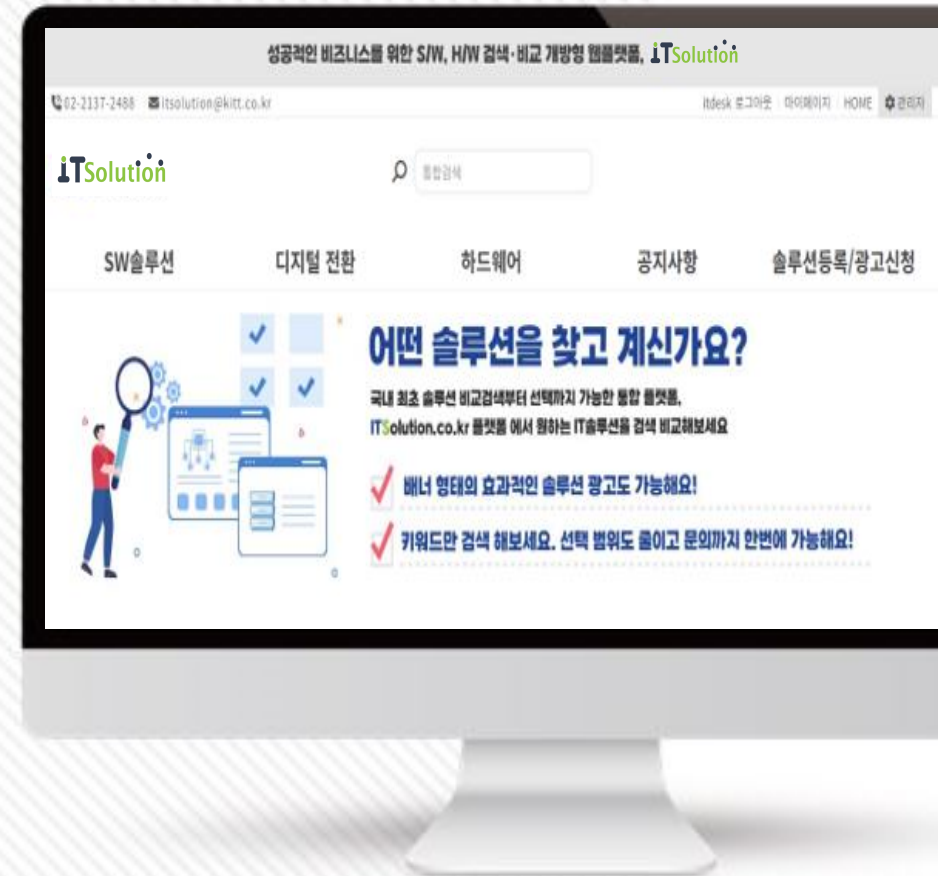 성공적인 비즈니스를 위한 S/W, H/W 검색·비교 개방형 웹플랫폼, ITSolution
02-2137-2488 itsolution@kitt.co.kr itdesk 로그아웃 마이페이지 HOME 관리자
ITSolution 통합검색
SW솔루션 디지털 전환 하드웨어 공지사항 솔루션등록/광고신청
어떤 솔루션을 찾고 계신가요?
국내 최초 솔루션 비교검색부터 선택까지 가능한 통합 플랫폼,
ITSolution.co.kr 플랫폼 에서 원하는 IT솔루션을 검색 비교해보세요
배너 형태의 효과적인 솔루션 광고도 가능해요!
키워드만 검색 해보세요. 선택 범위도 줄이고 문의까지 한번에 가능해요!